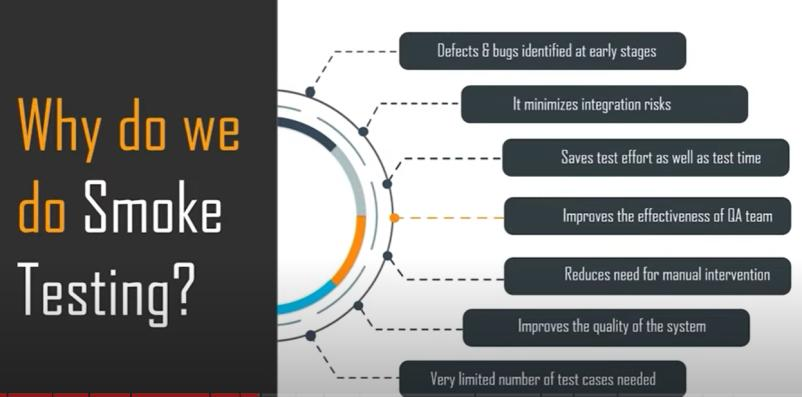 Why do we
do Smoke
Testing?
Defects & bugs identified at early stages
It minimizes integration risks
Saves test effort as well as test time
Improves the effectiveness of QA team
Reduces need for manual intervention
Improves the quality of the system
Very limited number of test cases needed